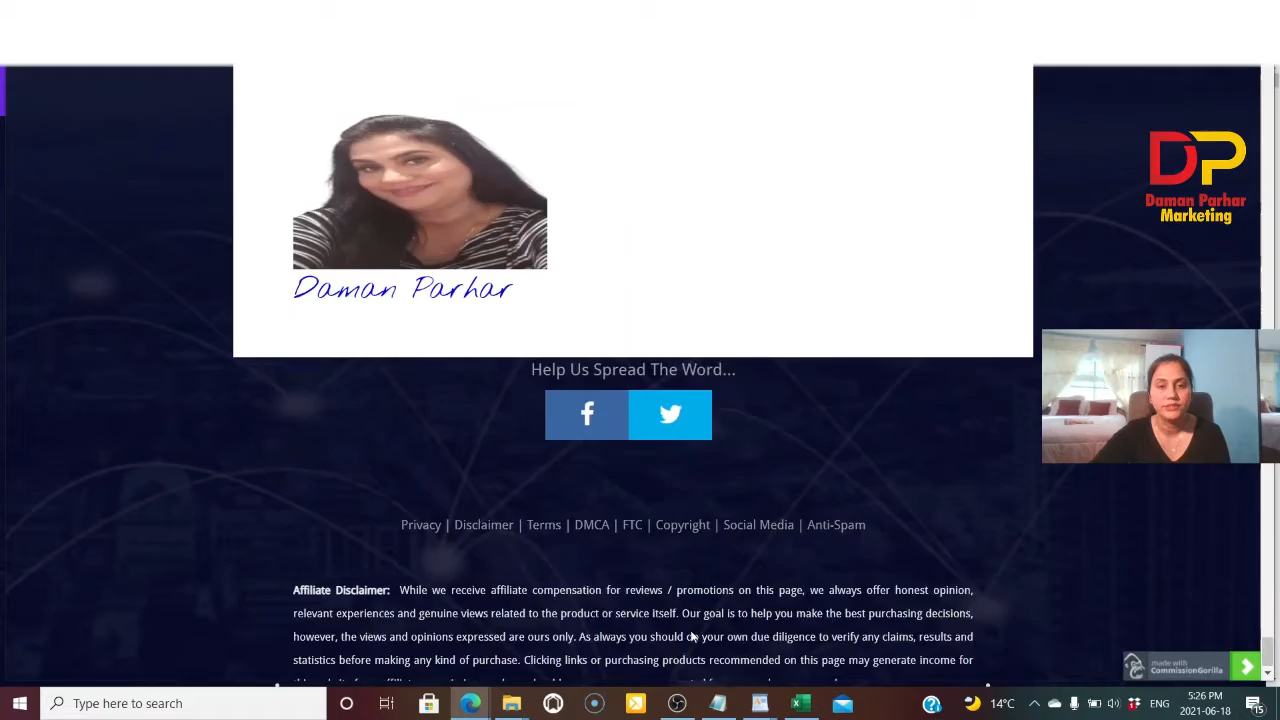 DP
Daman Parhar
Marketing
Daman Parhar
Help Us Spread The Word...
Privacy | Disclaimer | Terms | DMCA | FTC | Copyright | Social Media | Anti-Spam
Affiliate Disclaimer: While we receive affiliate compensation for reviews / promotions on this page, we always offer honest opinion,
relevant experiences and genuine views related to the product or service itself. Our goal is to help you make the best purchasing decisions,
however, the views and opinions expressed are ours only. As always you should do your own due diligence to verify any claims, results and
statistics before making any kind of purchase. Clicking links or purchasing products recommended on this page may generate income for
made with
CommissionGorilla
Type here to search
14°C
ENG
5:26 PM
2021-06-18
15